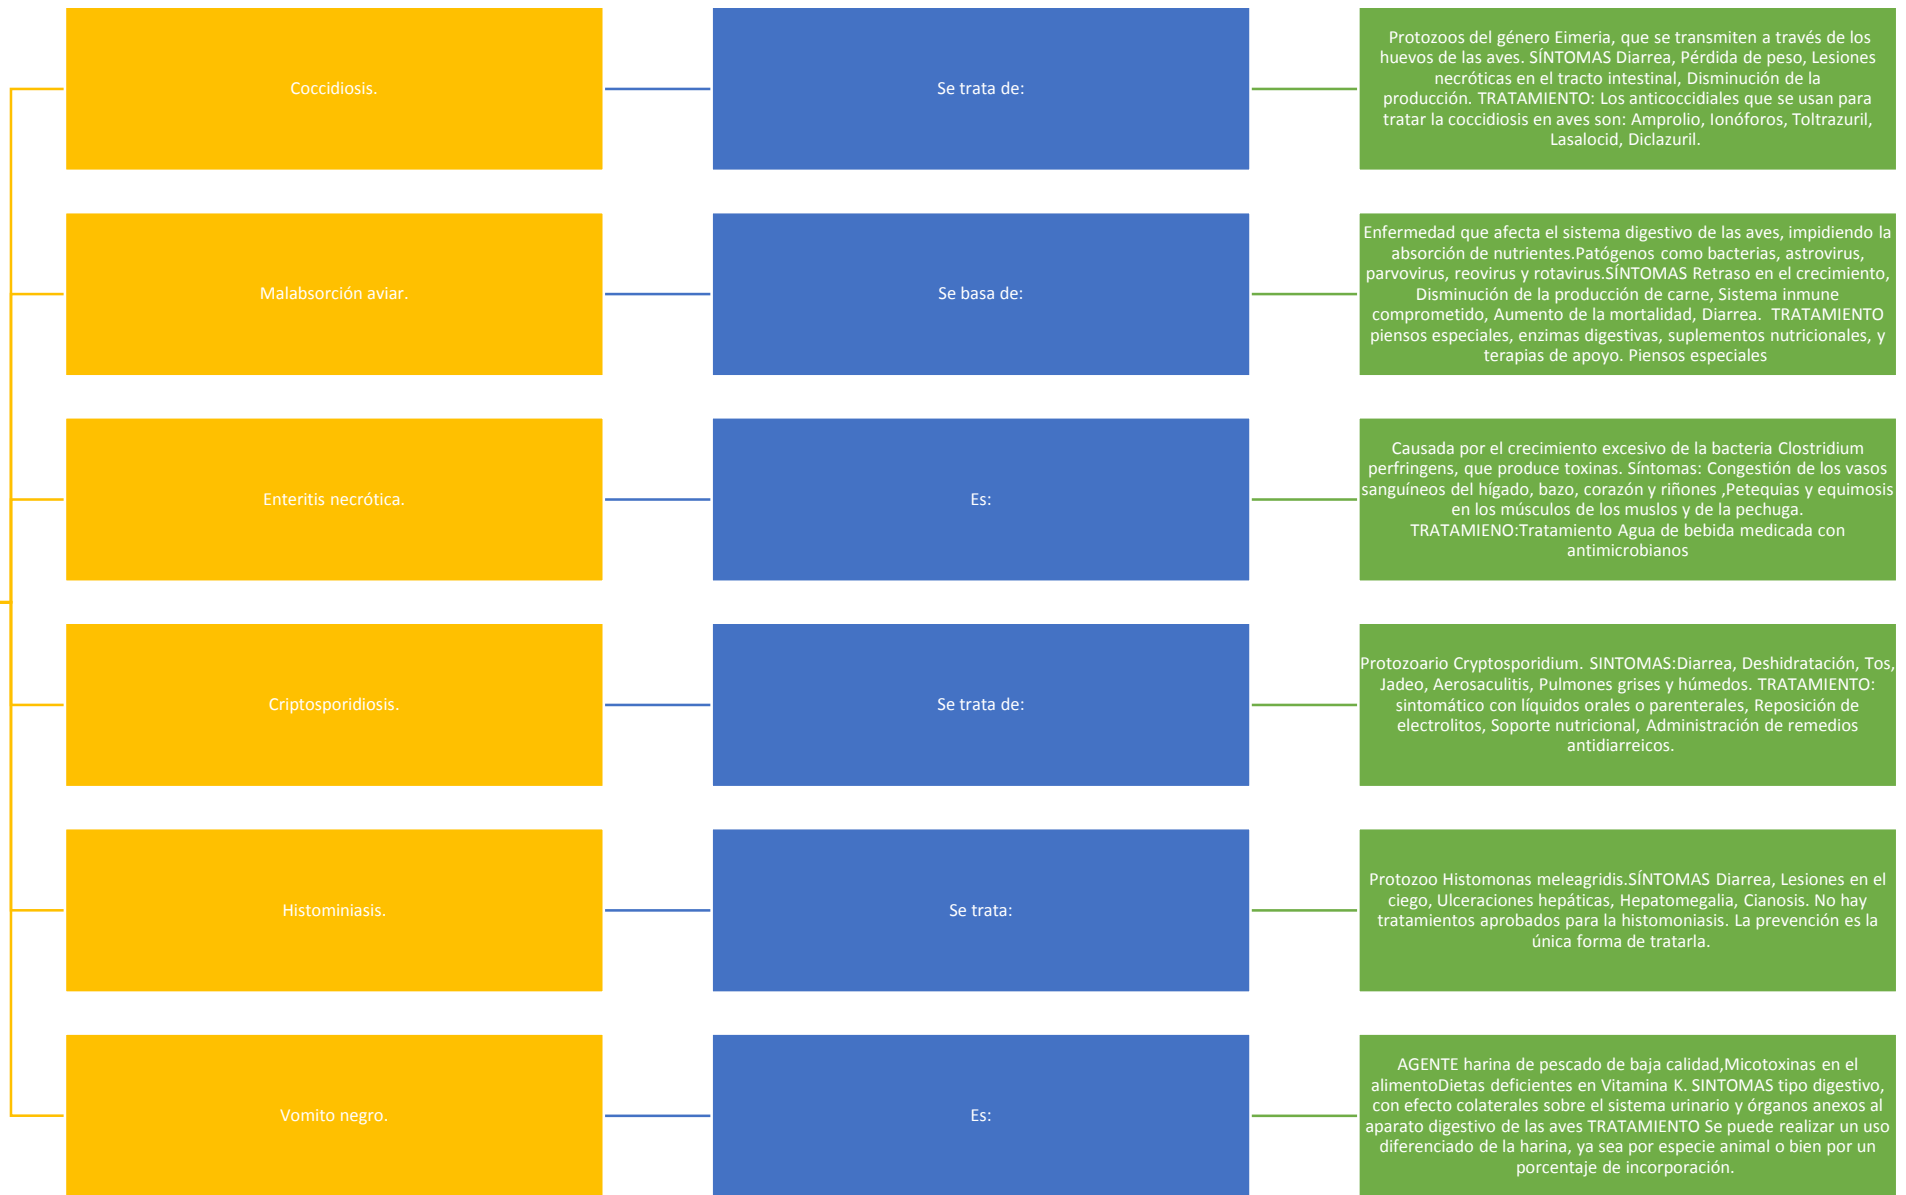 Coccidiosis.
Se trata de:
Protozoos del género Eimeria, que se transmiten a través de los
huevos de las aves. SÍNTOMAS Diarrea, Pérdida de peso, Lesiones
necróticas en el tracto intestinal, Disminución de la
producción. TRATAMIENTO: Los anticoccidiales que se usan para
tratar la coccidiosis en aves son: Amprolio, Ionóforos, Toltrazuril,
Lasalocid, Diclazuril.
Malabsorción aviar.
Se basa de:
Enfermedad que afecta el sistema digestivo de las aves, impidiendo la
absorción de nutrientes.Patógenos como bacterias, astrovirus,
parvovirus, reovirus y rotavirus.SÍNTOMAS Retraso en el crecimiento,
Disminución de la producción de carne, Sistema inmune
comprometido, Aumento de la mortalidad, Diarrea. TRATAMIENTO
piensos especiales, enzimas digestivas, suplementos nutricionales, y
terapias de apoyo. Piensos especiales
Enteritis necrótica.
Es:
Causada por el crecimiento excesivo de la bacteria Clostridium
perfringens, que produce toxinas. Síntomas: Congestión de los vasos
sanguíneos del hígado, bazo, corazón y riñones ,Petequias y equimosis
en los músculos de los muslos y de la pechuga.
TRATAMIENO:Tratamiento Agua de bebida medicada con
antimicrobianos
Criptosporidiosis.
Se trata de:
Protozoario Cryptosporidium. SINTOMAS:Diarrea, Deshidratación, Tos,
Jadeo, Aerosaculitis, Pulmones grises y húmedos. TRATAMIENTO:
sintomático con líquidos orales o parenterales, Reposición de
electrolitos, Soporte nutricional, Administración de remedios
antidiarreicos.
Histominiasis.
Se trata:
Protozoo Histomonas meleagridis.SÍNTOMAS Diarrea, Lesiones en el
ciego, Ulceraciones hepáticas, Hepatomegalia, Cianosis. No hay
tratamientos aprobados para la histomoniasis. La prevención es la
única forma de tratarla.
Vomito negro.
Es:
AGENTE harina de pescado de baja calidad,Micotoxinas en el
alimentoDietas deficientes en Vitamina K. SINTOMAS tipo digestivo,
con efecto colaterales sobre el sistema urinario y órganos anexos al
aparato digestivo de las aves TRATAMIENTO Se puede realizar un uso
diferenciado de la harina, ya sea por especie animal o bien por un
porcentaje de incorporación.